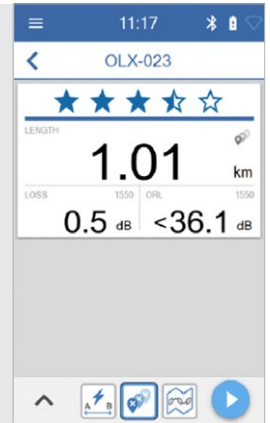 11:17
OLX-023
LENGTH
1.01 km
LOSS 1550 ORL 1550
0.5 dB <36.1 dB
A B